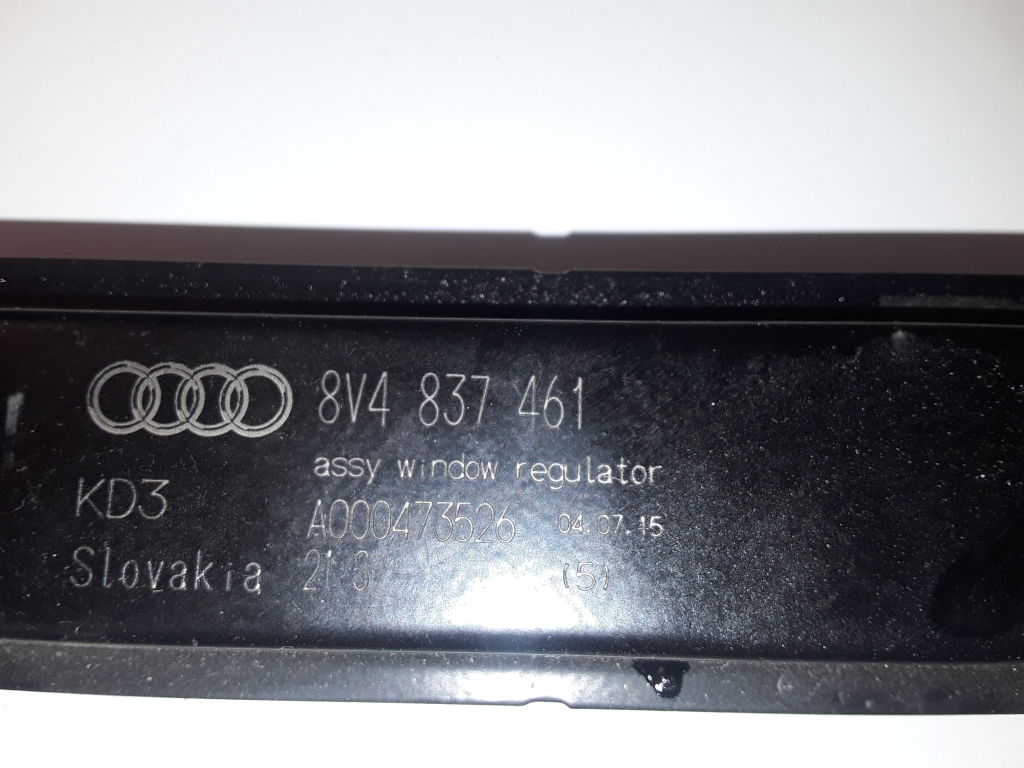 8V4 837 461
assy window regulator
KD3
A000473526 04.07.15
Slovakia (5)